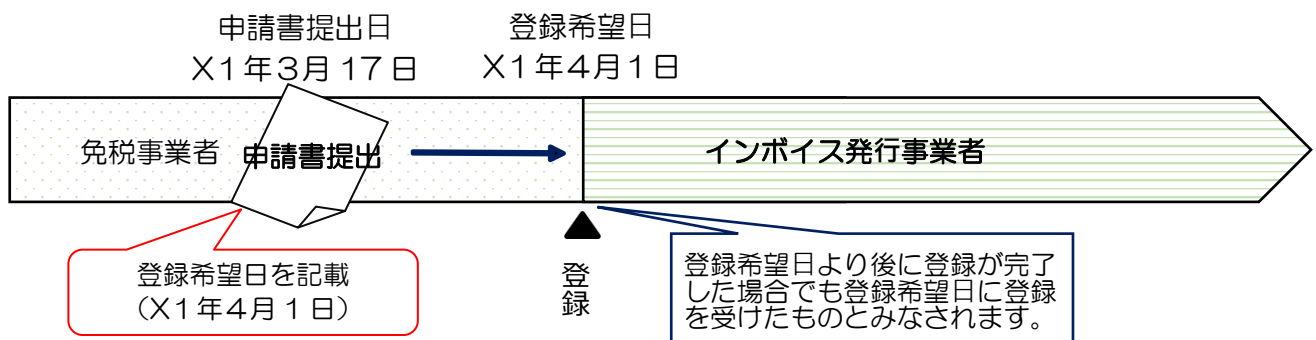 申請書提出日
X1年3月17日
登録希望日
X1年4月1日
免税事業者
申請書提出
インボイス発行事業者
登録希望日を記載
（X1年4月1日）
登録
登録希望日より後に登録が完了
した場合でも登録希望日に登録
を受けたものとみなされます。